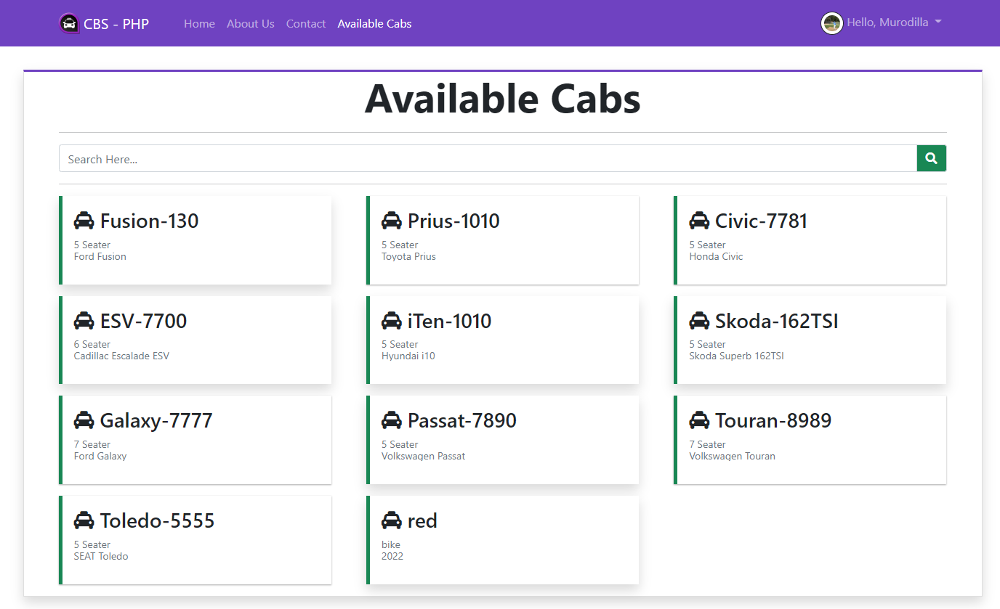 CBS - PHP
Home
About Us
Contact
Available Cabs
Hello, Murodilla
Available Cabs
Search Here...
Fusion-130
5 Seater
Ford Fusion
Prius-1010
5 Seater
Toyota Prius
Civic-7781
5 Seater
Honda Civic
ESV-7700
6 Seater
Cadillac Escalade ESV
iTen-1010
5 Seater
Hyundai i10
Skoda-162TSI
5 Seater
Skoda Superb 162TSI
Galaxy-7777
7 Seater
Ford Galaxy
Passat-7890
5 Seater
Volkswagen Passat
Touran-8989
7 Seater
Volkswagen Touran
Toledo-5555
5 Seater
SEAT Toledo
red
bike
2022